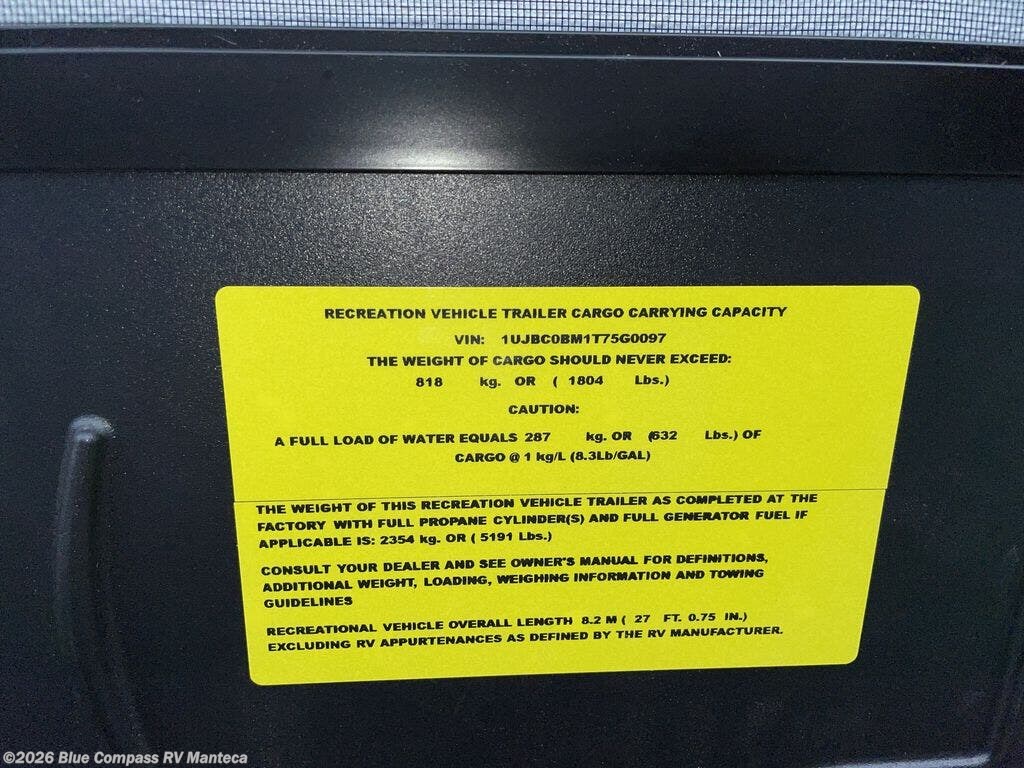 RECREATION VEHICLE TRAILER CARGO CARRYING CAPACITY
VIN: 1UJBC0BM1T75G0097
THE WEIGHT OF CARGO SHOULD NEVER EXCEED:
818 kg. OR ( 1804 Lbs.)
CAUTION:
A FULL LOAD OF WATER EQUALS 287 kg. OR (632 Lbs.) OF
CARGO @ 1 kg/L (8.3Lb/GAL)
THE WEIGHT OF THIS RECREATION VEHICLE TRAILER AS COMPLETED AT THE
FACTORY WITH FULL PROPANE CYLINDER(S) AND FULL GENERATOR FUEL IF
APPLICABLE IS: 2354 kg. OR ( 5191 Lbs.)
CONSULT YOUR DEALER AND SEE OWNER'S MANUAL FOR DEFINITIONS,
ADDITIONAL WEIGHT, LOADING, WEIGHING INFORMATION AND TOWING
GUIDELINES
RECREATIONAL VEHICLE OVERALL LENGTH 8.2 M ( 27 FT. 0.75 IN.)
EXCLUDING RV APPURTENANCES AS DEFINED BY THE RV MANUFACTURER.
©2026 Blue Compass RV Manteca